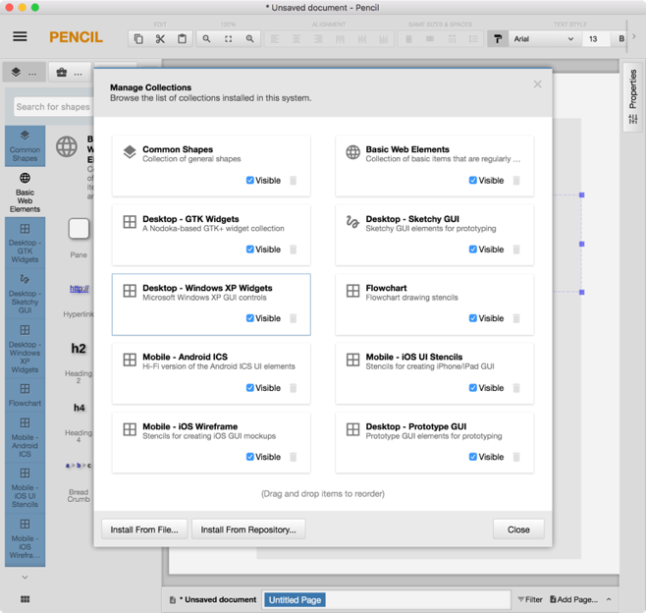 * Unsaved document - Pencil
EDIT
100%
ALIGNMENT
SAME SIZES & SPACES
TEXT STYLE
PENCIL
Arial
13
B
...
...
Properties
Search for shapes
Common
Shapes
Basic
Web
Elements
Desktop -
GTK
Widgets
Desktop -
Sketchy
GUI
Desktop -
Windows
XP
Widgets
Flowchart
Mobile -
Android
ICS
Mobile -
iOS UI
Stencils
Mobile -
iOS
Wirefra...
Pane
http://
Hyperlink
h2
Heading
2
h4
Heading
4
a > b > c
Bread
Crumb
Manage Collections
Browse the list of collections installed in this system.
Common Shapes
Collection of general shapes
Visible
Basic Web Elements
Collection of basic items that are regularly ...
Visible
Desktop - GTK Widgets
A Nodoka-based GTK+ widget collection
Visible
Desktop - Sketchy GUI
Sketchy GUI elements for prototyping
Visible
Desktop - Windows XP Widgets
Microsoft Windows XP GUI controls
Visible
Flowchart
Flowchart drawing stencils
Visible
Mobile - Android ICS
Hi-Fi version of the Android ICS UI elements
Visible
Mobile - iOS UI Stencils
Stencils for creating iPhone/iPad GUI
Visible
Mobile - iOS Wireframe
Stencils for creating iOS GUI mockups
Visible
Desktop - Prototype GUI
Prototype GUI elements for prototyping
Visible
(Drag and drop items to reorder)
Install From File...
Install From Repository...
Close
* Unsaved document
Untitled Page
Filter
Add Page...